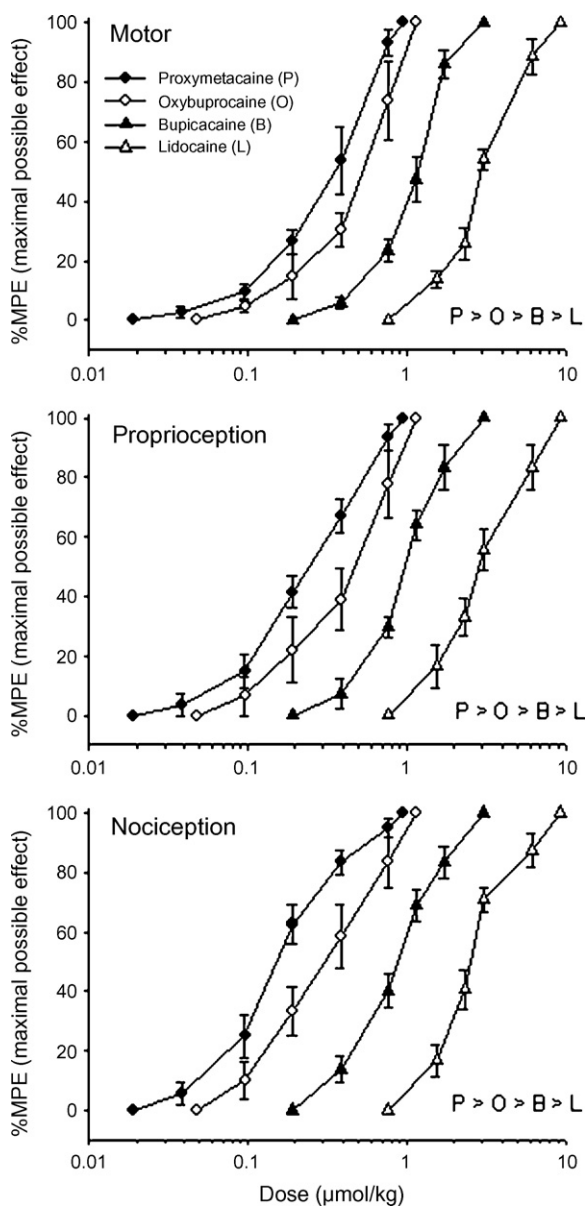 Motor
Proxymetacaine (P)
Oxybuprocaine (O)
Bupicacaine (B)
Lidocaine (L)
%MPE (maximal possible effect)
100
80
60
40
20
0
P > O > B > L
0.01 0.1 1 10
Proprioception
%MPE (maximal possible effect)
100
80
60
40
20
0
P > O > B > L
0.01 0.1 1 10
Nociception
%MPE (maximal possible effect)
100
80
60
40
20
0
P > O > B > L
0.01 0.1 1 10
Dose (µmol/kg)